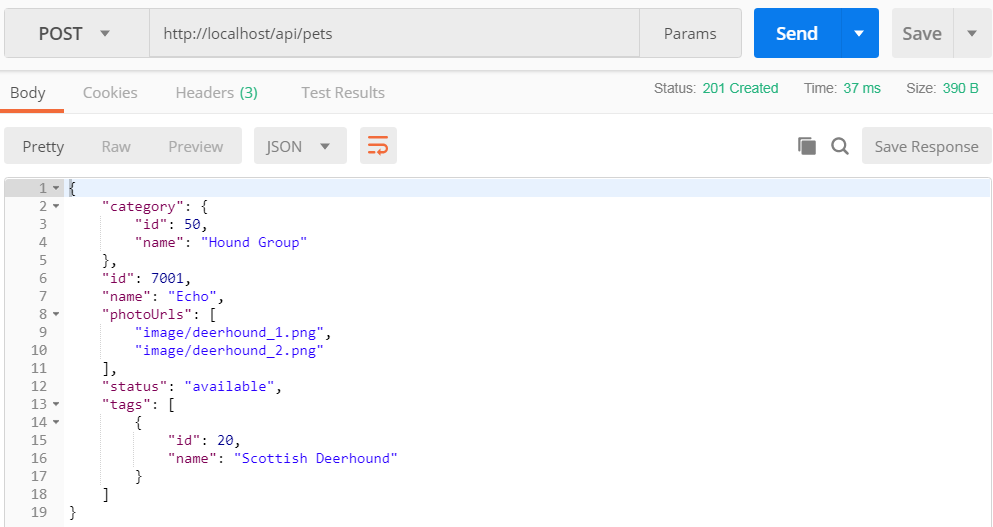 POST http://localhost/api/pets Params Send Save
Body Cookies Headers (3) Test Results Status: 201 Created Time: 37 ms Size: 390 B
Pretty Raw Preview JSON Save Response
1 {
2 "category": {
3 "id": 50,
4 "name": "Hound Group"
5 },
6 "id": 7001,
7 "name": "Echo",
8 "photoUrls": [
9 "image/deerhound_1.png",
10 "image/deerhound_2.png"
11 ],
12 "status": "available",
13 "tags": [
14 {
15 "id": 20,
16 "name": "Scottish Deerhound"
17 }
18 ]
19 }